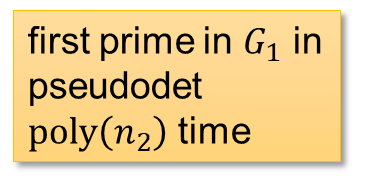 first prime in G₁ in
pseudodet
poly(n₂) time